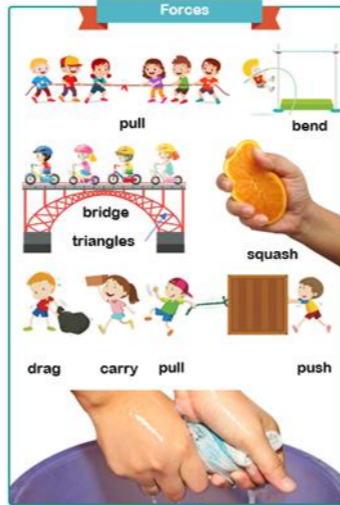 Forces
pull
bend
bridge
triangles
squash
drag carry pull push